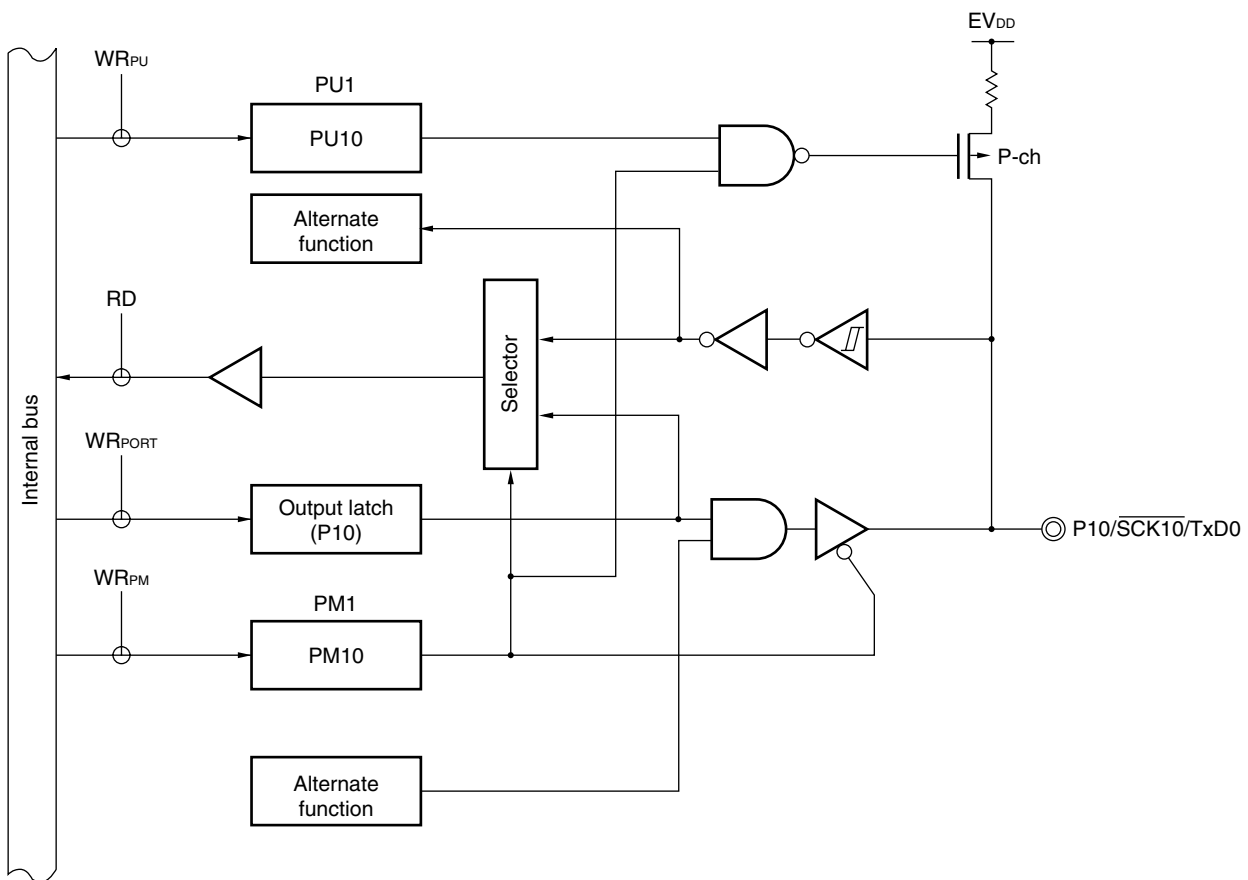 EVDD
WRPU
PU1
PU10
P-ch
Alternate
function
RD
Selector
Internal bus
WRPORT
Output latch
(P10)
P10/SCK10/TxD0
WRPM
PM1
PM10
Alternate
function